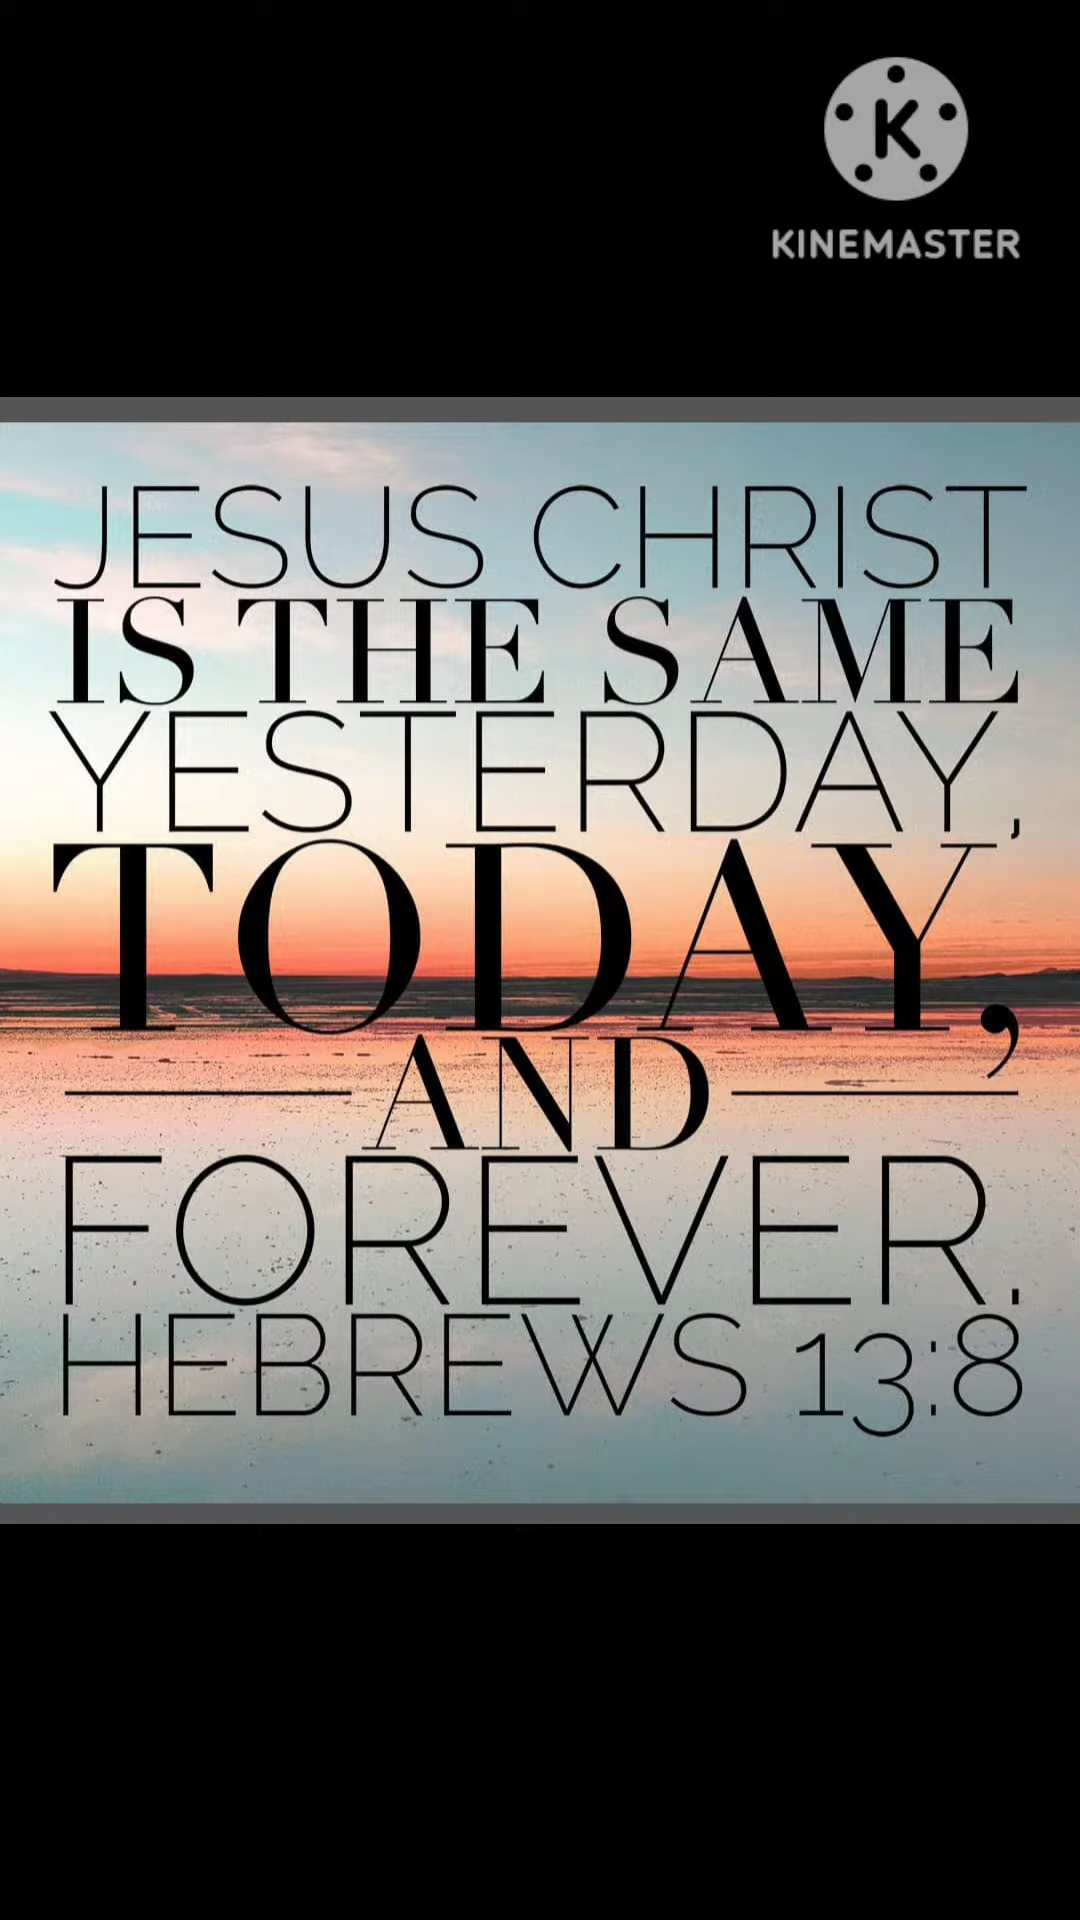 KINEMASTER
JESUS CHRIST
IS THE SAME
YESTERDAY,
TODAY,
AND
FOREVER.
HEBREWS 13:8